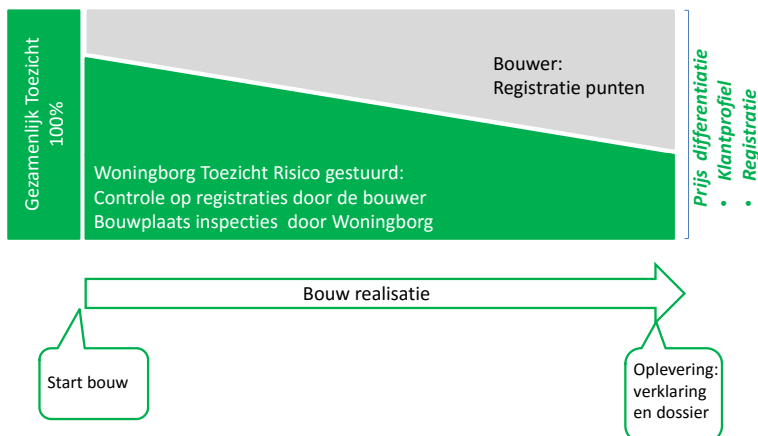 Gezamenlijk Toezicht
100%
Bouwer:
Registratie punten
Woningborg Toezicht Risico gestuurd:
Controle op registraties door de bouwer
Bouwplaats inspecties door Woningborg
Prijs differentiatie
• Klantprofiel
• Registratie
Bouw realisatie
Start bouw
Oplevering:
verklaring
en dossier